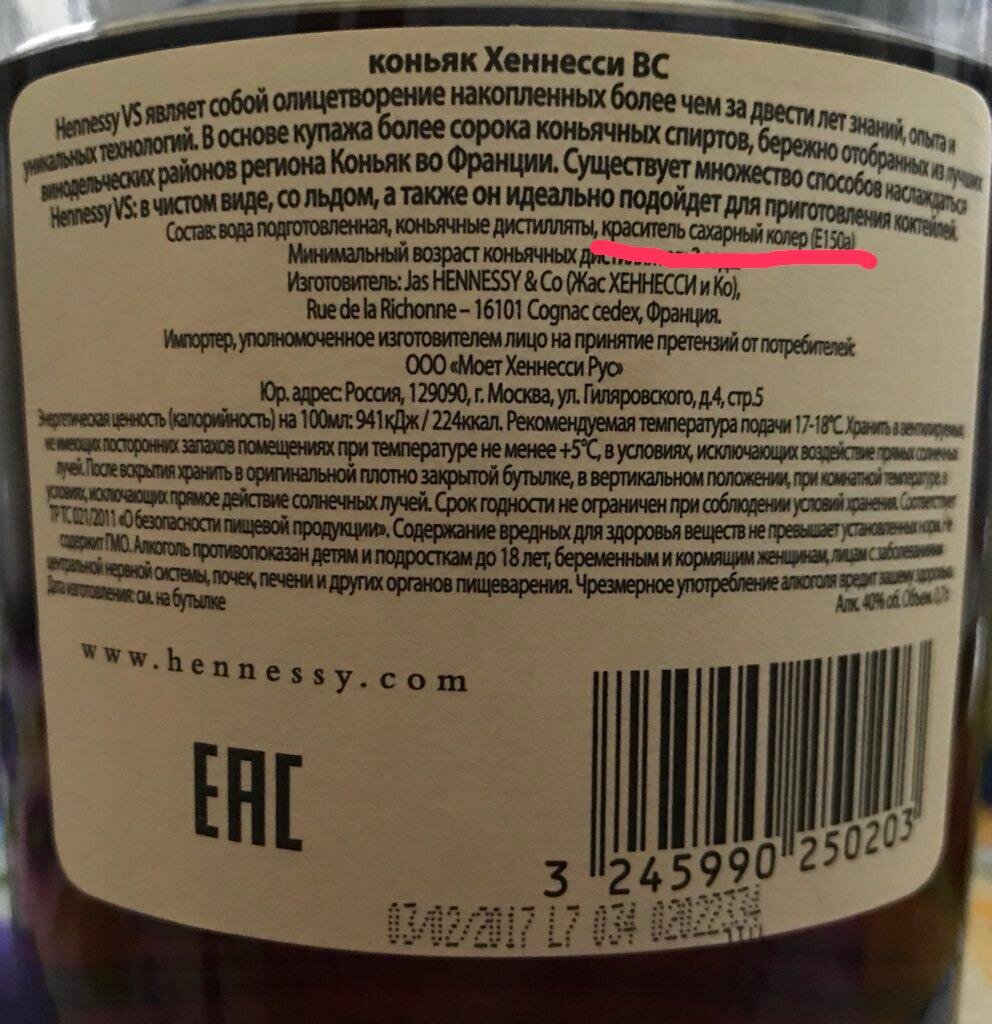 коньяк Хеннесси ВС
Hennessy VS являет собой олицетворение накопленных более чем за двести лет знаний, опыта и
уникальных технологий. В основе купажа более сорока коньячных спиртов, бережно отобранных из лучших
винодельческих районов региона Коньяк во Франции. Существует множество способов наслаждаться
Hennessy VS: в чистом виде, со льдом, а также он идеально подойдет для приготовления коктейлей.
Состав: вода подготовленная, коньячные дистилляты, краситель сахарный колер (E150a)
Минимальный возраст коньячных
Изготовитель: Jas HENNESSY & Co (Жас ХЕННЕССИ и Ко),
Rue de la Richonne – 16101 Cognac cedex, Франция.
Импортер, уполномоченное изготовителем лицо на принятие претензий от потребителей:
ООО «Моет Хеннесси Рус»
Юр. адрес: Россия, 129090, г. Москва, ул. Гиляровского, д.4, стр.5
Энергетическая ценность (калорийность) на 100мл: 941кДж / 224ккал. Рекомендуемая температура подачи 17-18°C. Хранить в вентилируемых,
не имеющих посторонних запахов помещениях при температуре не менее +5°C, в условиях, исключающих воздействие прямых солнечных
лучей. После вскрытия хранить в оригинальной плотно закрытой бутылке, в вертикальном положении, при комнатной температуре, в
условиях, исключающих прямое действие солнечных лучей. Срок годности не ограничен при соблюдении условий хранения. Соответствует
ТР ТС 021/2011 «О безопасности пищевой продукции». Содержание вредных для здоровья веществ не превышает установленных норм. Не
содержит ГМО. Алкоголь противопоказан детям и подросткам до 18 лет, беременным и кормящим женщинам, лицам с заболеваниями
центральной нервной системы, почек, печени и других органов пищеварения. Чрезмерное употребление алкоголя вредит вашему здоровью.
Дата изготовления: см. на бутылке
Алк. 40% об. Объем. 0,7л
www.hennessy.com
EAC
3 245990 250203
03/02/2017 L7 034 02022334